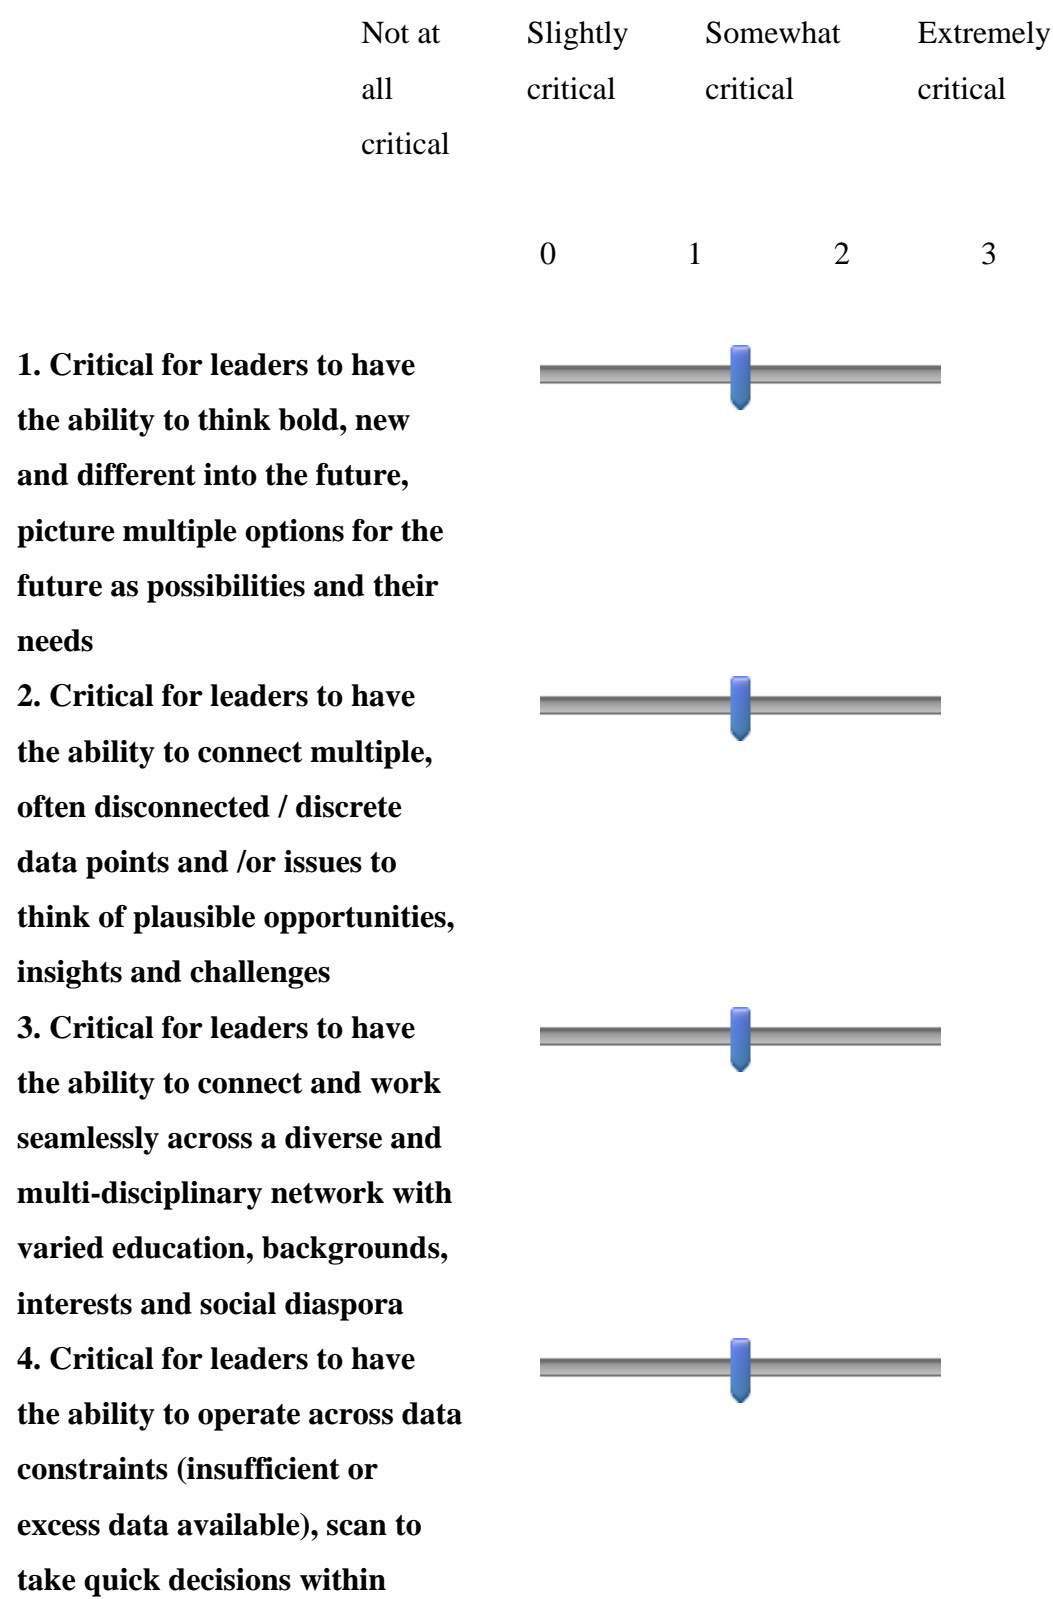 Not at Slightly Somewhat Extremely
all critical critical critical
critical
0 1 2 3
1. Critical for leaders to have
the ability to think bold, new
and different into the future,
picture multiple options for the
future as possibilities and their
needs
2. Critical for leaders to have
the ability to connect multiple,
often disconnected / discrete
data points and /or issues to
think of plausible opportunities,
insights and challenges
3. Critical for leaders to have
the ability to connect and work
seamlessly across a diverse and
multi-disciplinary network with
varied education, backgrounds,
interests and social diaspora
4. Critical for leaders to have
the ability to operate across data
constraints (insufficient or
excess data available), scan to
take quick decisions within